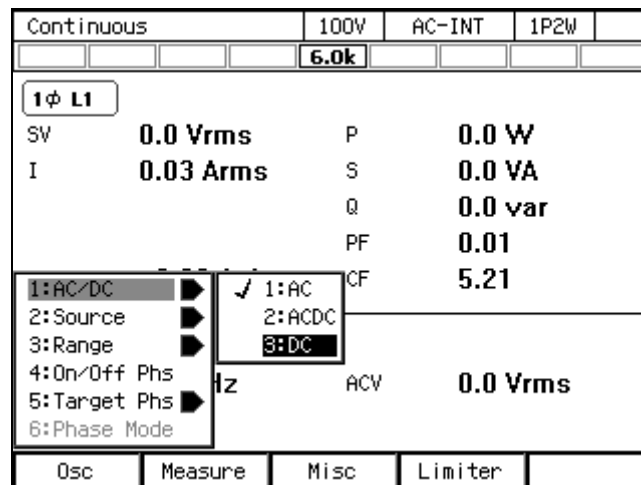 Continuous 100V AC-INT 1P2W
6.0k
1φ L1
SV 0.0 Vrms P 0.0 W
I 0.03 Arms S 0.0 VA
Q 0.0 var
PF 0.01
CF 5.21
1:AC/DC ✓ 1:AC
2:Source 2:ACDC
3:Range 3:DC
4:On/Off Phs
5:Target Phs Hz ACV 0.0 Vrms
6:Phase Mode
Osc Measure Misc Limiter